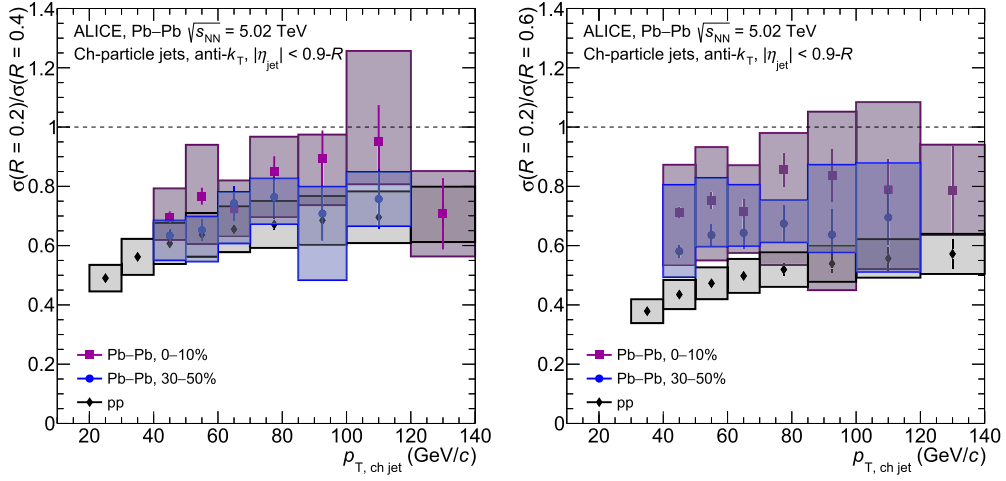 σ(R = 0.2)/σ(R = 0.4)
ALICE, Pb–Pb √sNN = 5.02 TeV
Ch-particle jets, anti-kT, |ηjet| < 0.9-R
1.4
1.2
1
0.8
0.6
0.4
0.2
0
Pb–Pb, 0–10%
Pb–Pb, 30–50%
pp
20 40 60 80 100 120 140
pT, ch jet (GeV/c)
σ(R = 0.2)/σ(R = 0.6)
ALICE, Pb–Pb √sNN = 5.02 TeV
Ch-particle jets, anti-kT, |ηjet| < 0.9-R
1.4
1.2
1
0.8
0.6
0.4
0.2
0
Pb–Pb, 0–10%
Pb–Pb, 30–50%
pp
20 40 60 80 100 120 140
pT, ch jet (GeV/c)